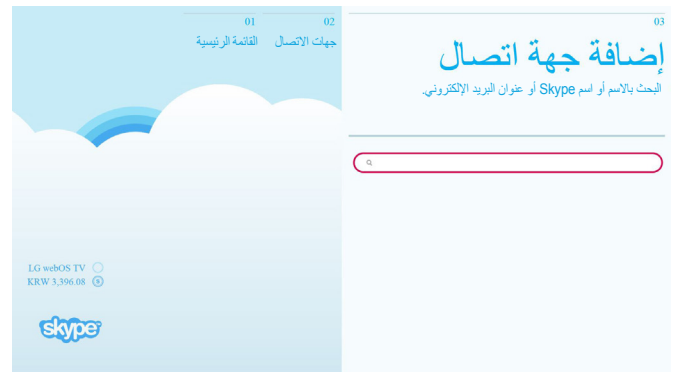 01
القائمة الرئيسية
02
جهات الاتصال
03
إضافة جهة اتصال
البحث بالاسم أو اسم Skype أو عنوان البريد الإلكتروني.
LG webOS TV
KRW 3,396.08
skype